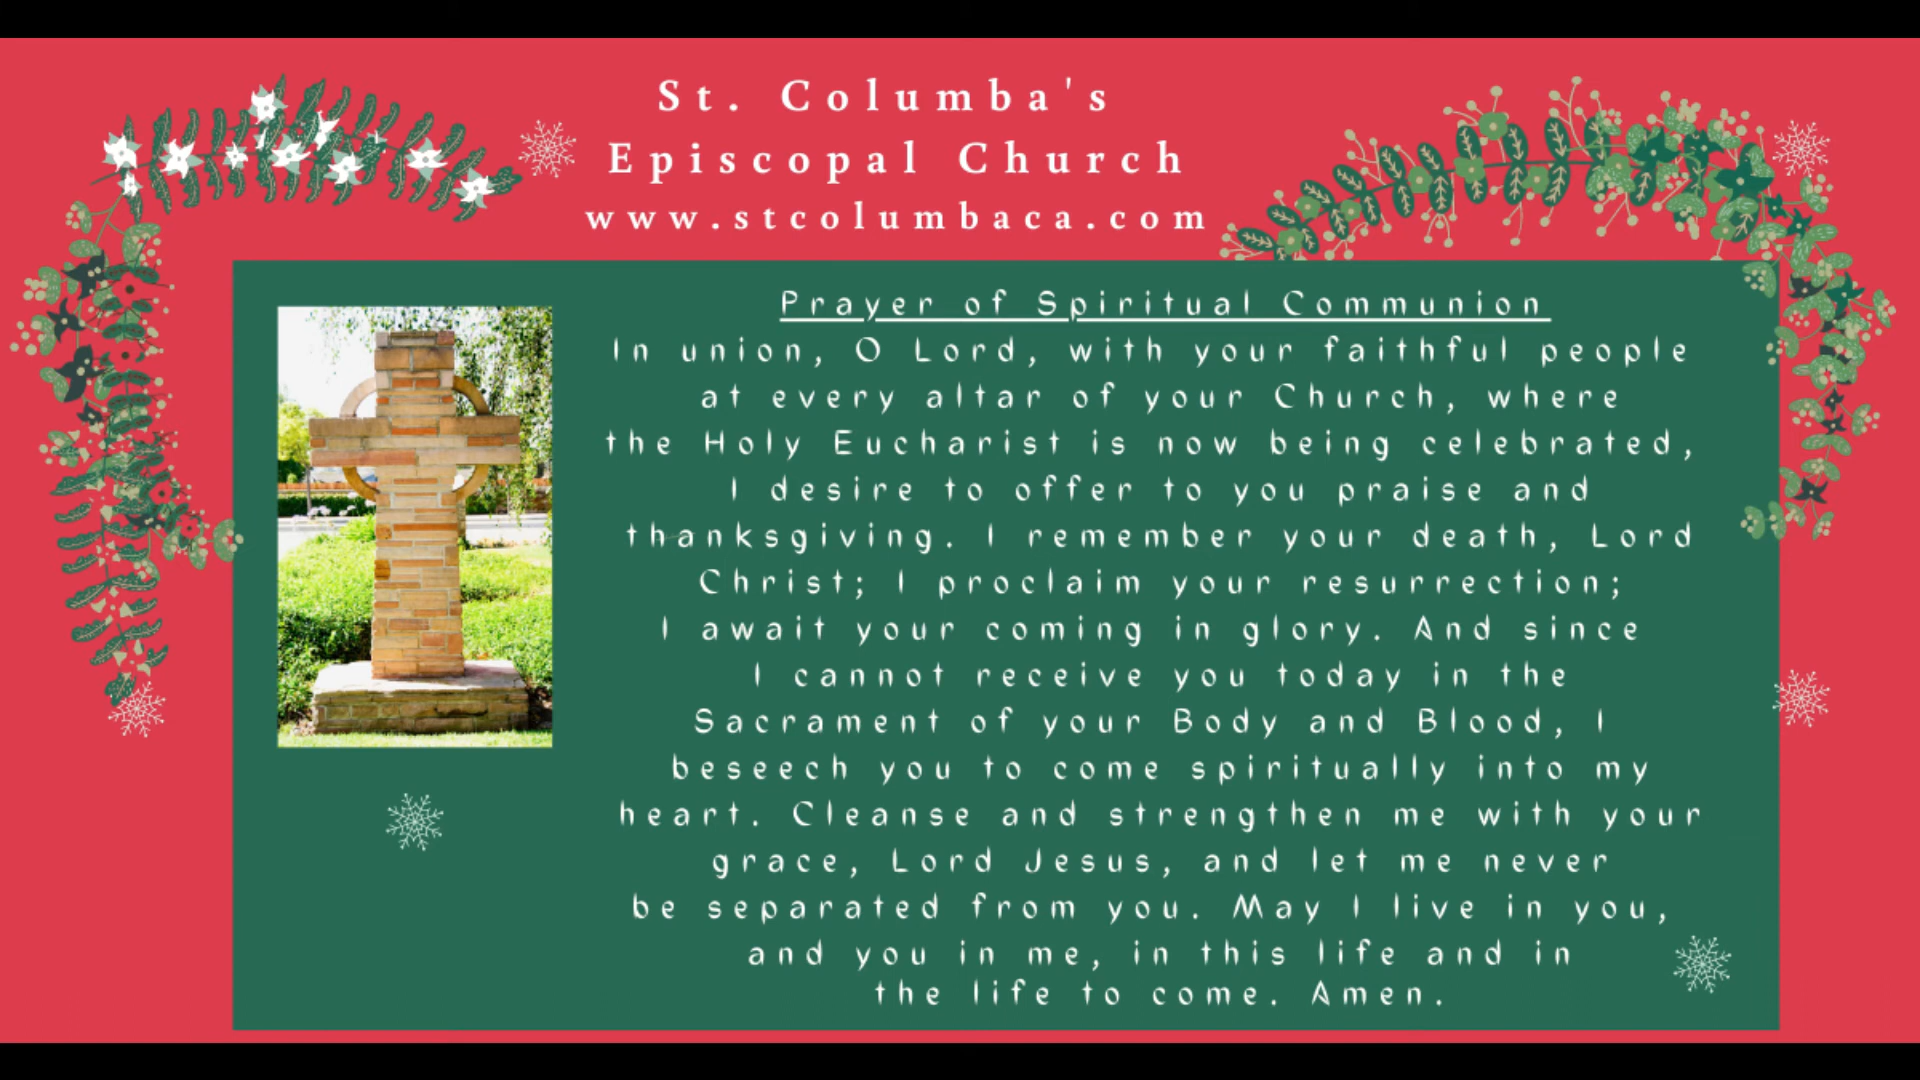 St. Columba's
Episcopal Church
www.stcolumbaca.com
Prayer of Spiritual Communion
In union, O Lord, with your faithful people
at every altar of your Church, where
the Holy Eucharist is now being celebrated,
I desire to offer to you praise and
thanksgiving. I remember your death, Lord
Christ; I proclaim your resurrection;
I await your coming in glory. And since
I cannot receive you today in the
Sacrament of your Body and Blood, I
beseech you to come spiritually into my
heart. Cleanse and strengthen me with your
grace, Lord Jesus, and let me never
be separated from you. May I live in you,
and you in me, in this life and in
the life to come. Amen.